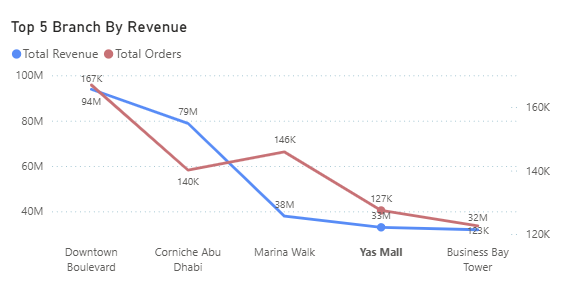 Top 5 Branch By Revenue
Total Revenue Total Orders
100M
80M
60M
40M
160K
140K
120K
167K
94M
79M
140K
146K
38M
127K
33M
32M
123K
Downtown Boulevard
Corniche Abu Dhabi
Marina Walk
Yas Mall
Business Bay Tower